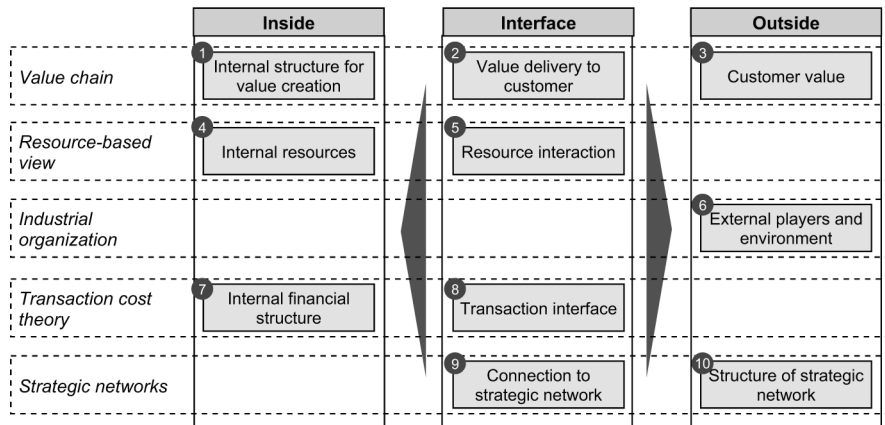 Inside
Interface
Outside
Value chain
1
Internal structure for
value creation
2
Value delivery to
customer
3
Customer value
Resource-based
view
4
Internal resources
5
Resource interaction
Industrial
organization
6
External players and
environment
Transaction cost
theory
7
Internal financial
structure
8
Transaction interface
Strategic networks
9
Connection to
strategic network
10
Structure of strategic
network